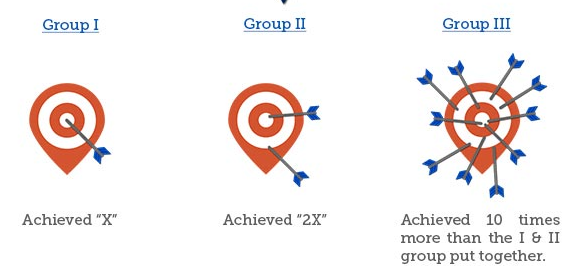 Group I
Group II
Group III
Achieved “X”
Achieved “2X”
Achieved 10 times
more than the I & II
group put together.